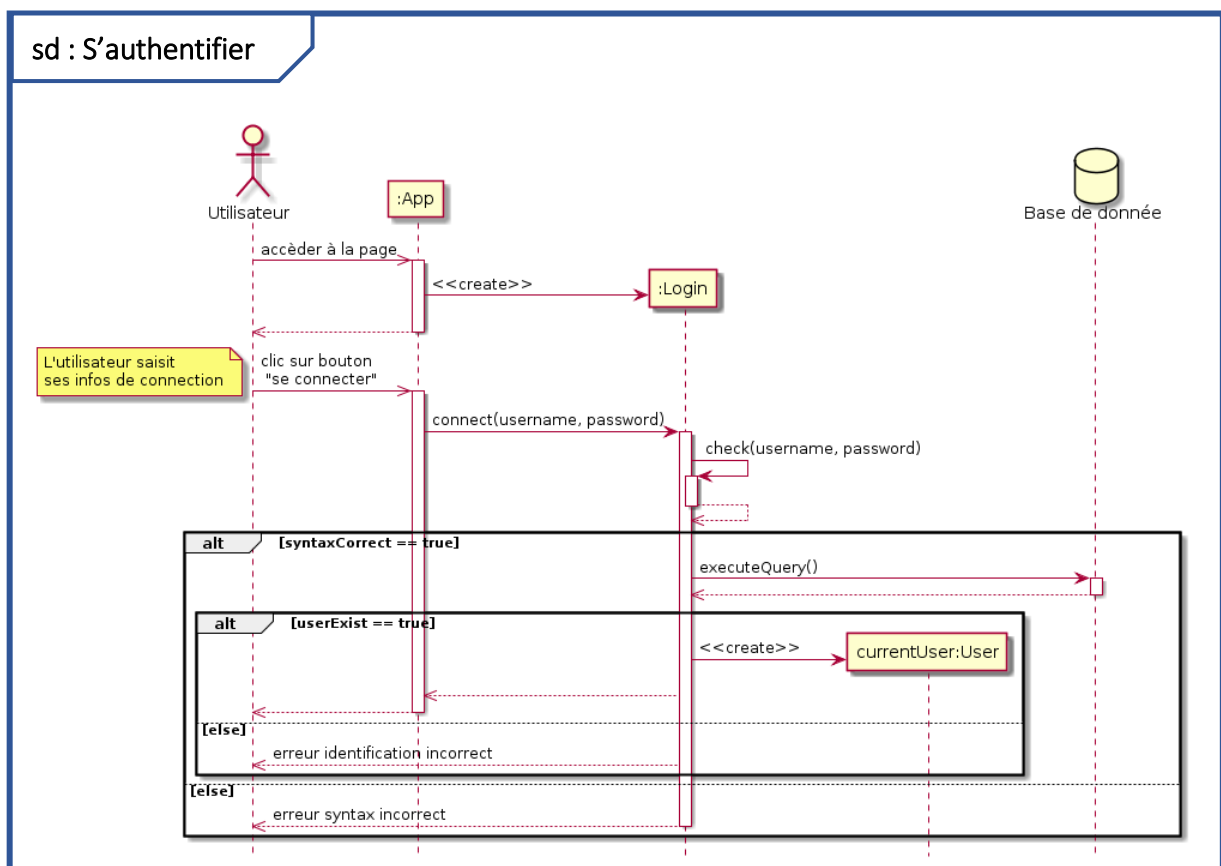 sd : S’authentifier
Utilisateur
:App
Base de donnée
accèder à la page
<<create>>
:Login
L'utilisateur saisit
ses infos de connection
clic sur bouton
"se connecter"
connect(username, password)
check(username, password)
alt
[syntaxCorrect == true]
executeQuery()
alt
[userExist == true]
<<create>>
currentUser:User
[else]
erreur identification incorrect
[else]
erreur syntax incorrect